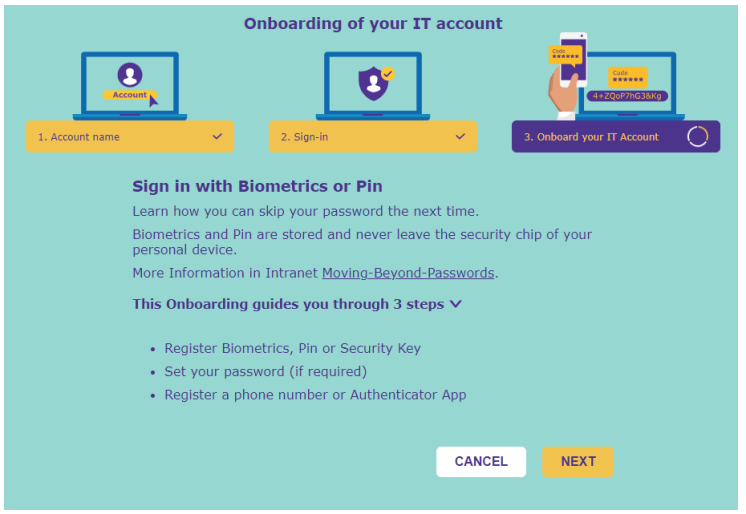 Onboarding of your IT account
Account
Code
******
Code
******
4+ZQoP7hG3&Kg
1. Account name
2. Sign-in
3. Onboard your IT Account
Sign in with Biometrics or Pin
Learn how you can skip your password the next time.
Biometrics and Pin are stored and never leave the security chip of your
personal device.
More Information in Intranet Moving-Beyond-Passwords.
This Onboarding guides you through 3 steps
• Register Biometrics, Pin or Security Key
• Set your password (if required)
• Register a phone number or Authenticator App
CANCEL
NEXT